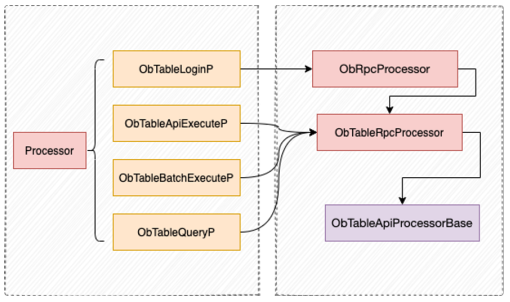 Processor
ObTableLoginP
ObTableApiExecuteP
ObTableBatchExecuteP
ObTableQueryP
ObRpcProcessor
ObTableRpcProcessor
ObTableApiProcessorBase